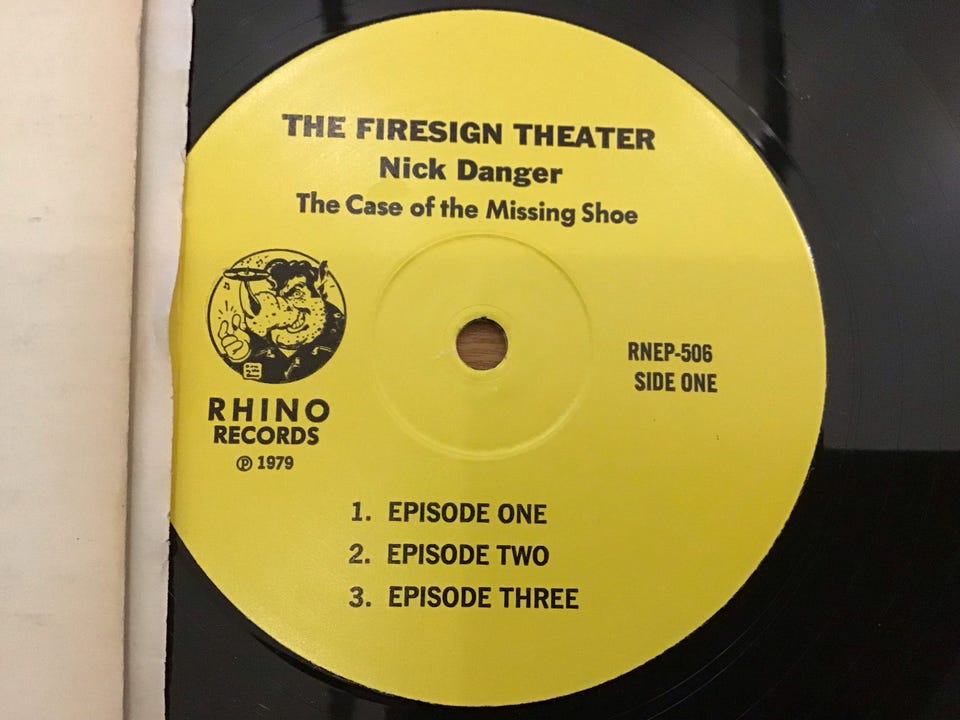 THE FIRESIGN THEATER
Nick Danger
The Case of the Missing Shoe
RNEP-506
SIDE ONE
RHINO
RECORDS
℗ 1979
1. EPISODE ONE
2. EPISODE TWO
3. EPISODE THREE